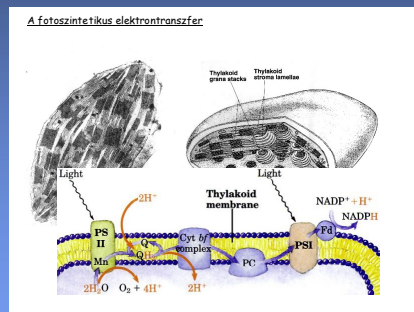 A fotoszintetikus elektrontranszfer
Thylakoid
grana stacks
Thylakoid
stroma lamellae
Light
Light
2H⁺
Thylakoid
membrane
NADP⁺ + H⁺
NADPH
PS
II
Q
Cyt bf
complex
PSI
Fd
Mn
QH₂
PC
2H₂O
O₂ + 4H⁺
2H⁺